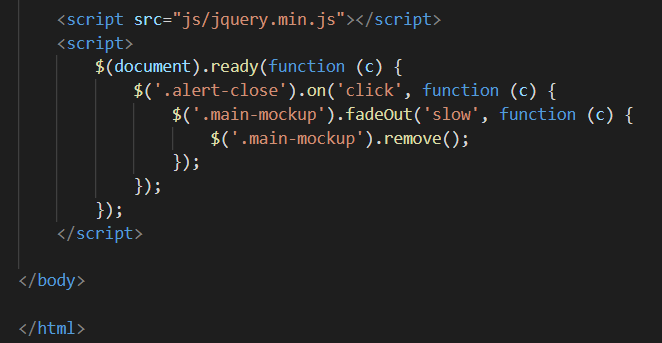 <script src="js/jquery.min.js"></script>
<script>
$(document).ready(function (c) {
$('.alert-close').on('click', function (c) {
$('.main-mockup').fadeOut('slow', function (c) {
$('.main-mockup').remove();
});
});
});
</script>
</body>
</html>